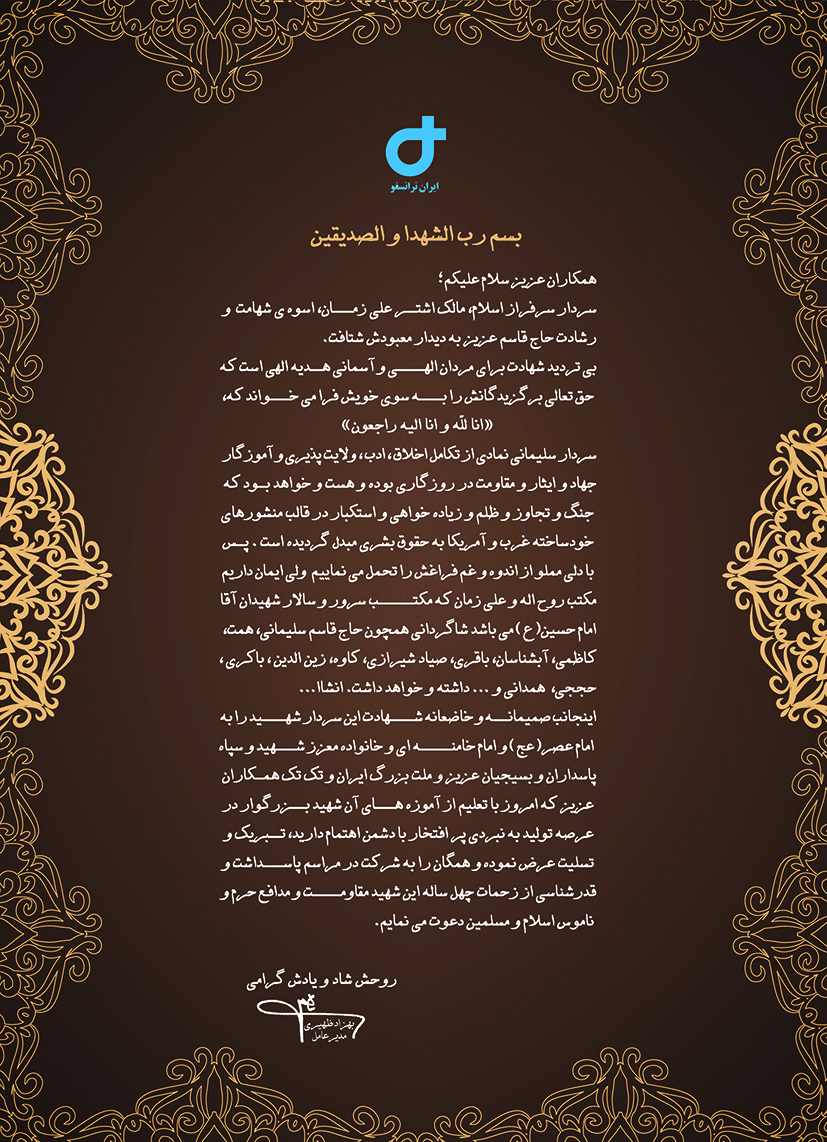 ایران ترانسفو
بسم رب الشهدا و الصدیقین
همکاران عزیز سلام علیکم؛
سردار سرفراز اسلام، مالک اشتر علی زمان، اسوه ی شهامت و
رشادت حاج قاسم عزیز به دیدار معبودش شتافت.
بی تردید شهادت برای مردان الهی و آسمانی هدیه الهی است که
حق تعالی برگزیدگانش را به سوی خویش فرا می خواند که،
«انا للّه و انا الیه راجعون»
سردار سلیمانی نمادی از تکامل اخلاق، ادب، ولایت پذیری و آموزگار
جهاد و ایثار و مقاومت در روزگاری بوده و هست و خواهد بود که
جنگ و تجاوز و ظلم و زیاده خواهی و استکبار در قالب منشورهای
خودساخته غرب و آمریکا به حقوق بشری مبدل گردیده است . پس
با دلی مملو از اندوه و غم فراغش را تحمل می نماییم ولی ایمان داریم
مکتب روح اله و علی زمان که مکتب سرور و سالار شهیدان آقا
امام حسین(ع) می باشد شاگردانی همچون حاج قاسم سلیمانی، همت،
کاظمی، آبشناسان، باقری، صیاد شیرازی، کاوه، زین الدین ، باکری ،
حججی، همدانی و ... داشته و خواهد داشت. انشاا...
اینجانب صمیمانه و خاضعانه شهادت این سردار شهید را به
امام عصر(عج) و امام خامنه ای و خانواده معزز شهید و سپاه
پاسداران و بسیجیان عزیز و ملت بزرگ ایران و تک تک همکاران
عزیز که امروز با تعلیم از آموزه های آن شهید بزرگوار در
عرصه تولید به نبردی پر افتخار با دشمن اهتمام دارید، تبریک و
تسلیت عرض نموده و همگان را به شرکت در مراسم پاسداشت و
قدرشناسی از زحمات چهل ساله این شهید مقاومت و مدافع حرم و
ناموس اسلام و مسلمین دعوت می نمایم.
روحش شاد و یادش گرامی
بهزاد ظهیری
مدیرعامل